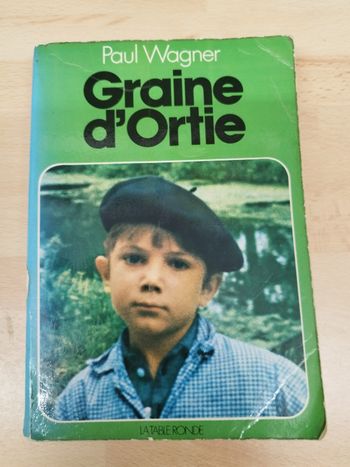 Paul Wagner
Graine
d'Ortie
LA TABLE RONDE